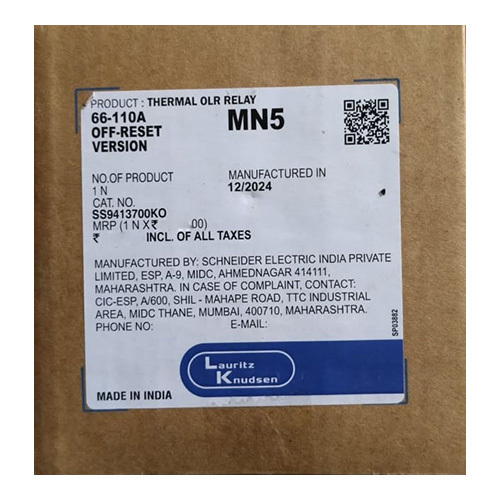 PRODUCT : THERMAL OLR RELAY
66-110A
OFF-RESET
VERSION
MN5
NO.OF PRODUCT
1 N
MANUFACTURED IN
12/2024
CAT. NO.
SS9413700KO
MRP (1 N X ₹ 00)
₹ INCL. OF ALL TAXES
MANUFACTURED BY: SCHNEIDER ELECTRIC INDIA PRIVATE
LIMITED, ESP, A-9, MIDC, AHMEDNAGAR 414111,
MAHARASHTRA. IN CASE OF COMPLAINT, CONTACT:
CIC-ESP, A/600, SHIL - MAHAPE ROAD, TTC INDUSTRIAL
AREA, MIDC THANE, MUMBAI, 400710, MAHARASHTRA.
PHONE NO: E-MAIL:
SP03882
Lauritz
Knudsen
MADE IN INDIA